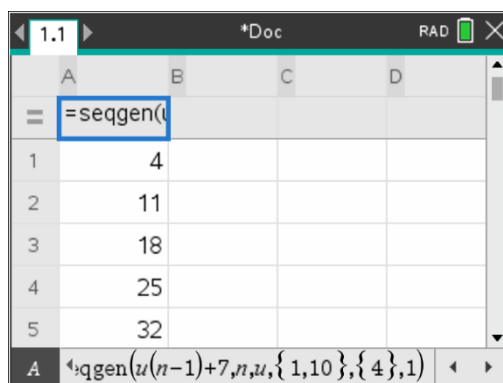 1.1 *Doc RAD
A B C D
= =seqgen(u
1 4
2 11
3 18
4 25
5 32
A eqgen(u(n−1)+7,n,u,{1,10},{4},1)